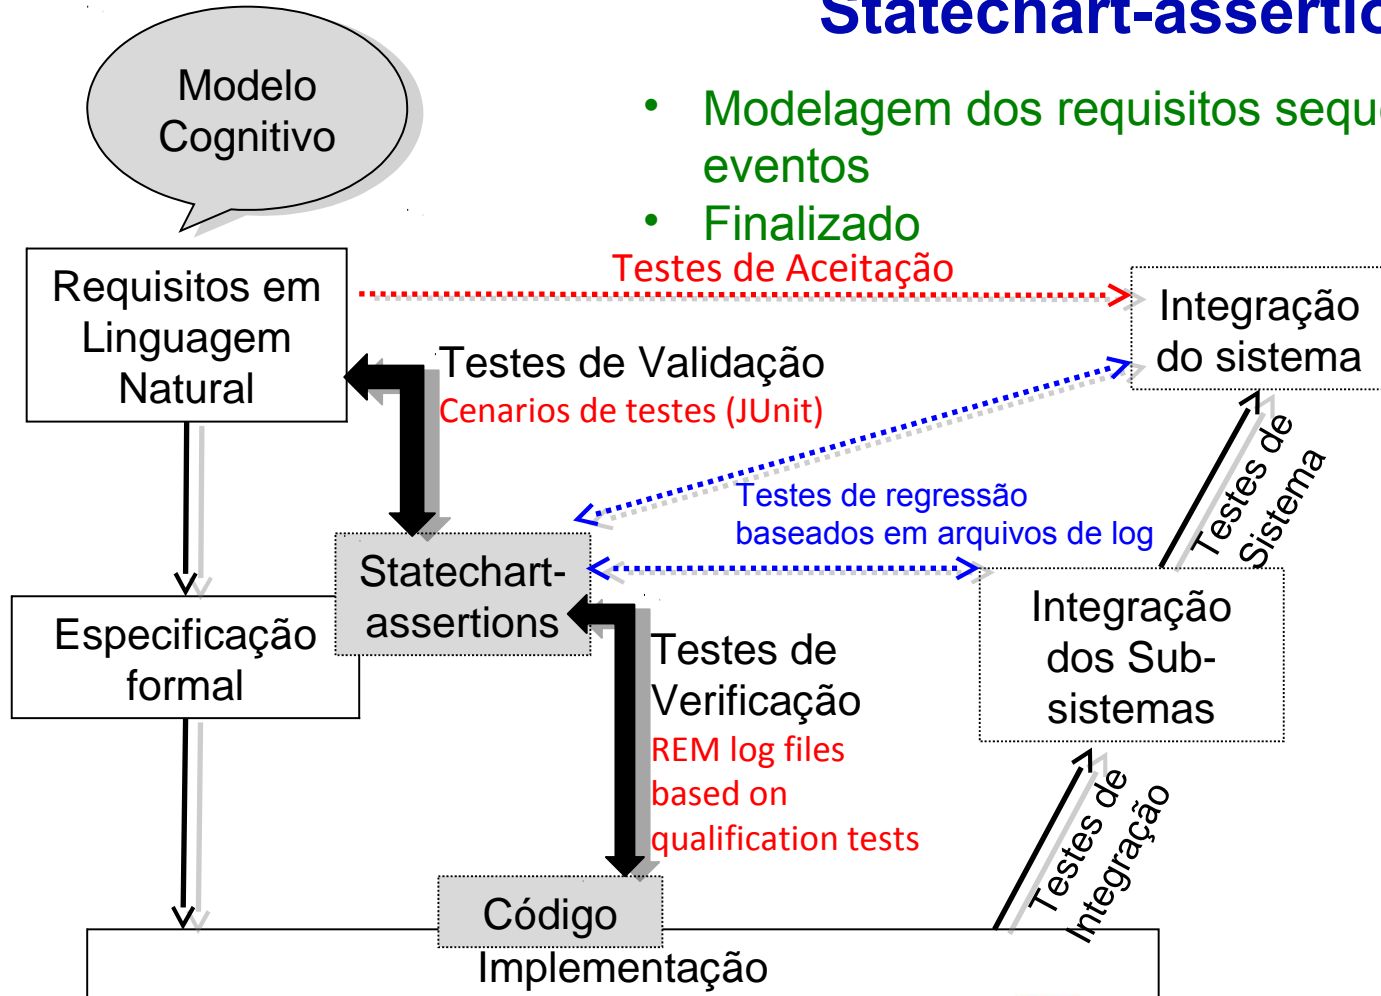 Statechart-assertio
Modelo
Cognitivo
• Modelagem dos requisitos sequ
eventos
• Finalizado
Testes de Aceitação
Requisitos em
Linguagem
Natural
Integração
do sistema
Testes de Validação
Cenarios de testes (JUnit)
Testes de
Sistema
Testes de regressão
baseados em arquivos de log
Statechart-
assertions
Especificação
formal
Integração
dos Sub-
sistemas
Testes de
Verificação
REM log files
based on
qualification tests
Testes de
Integração
Código
Implementação